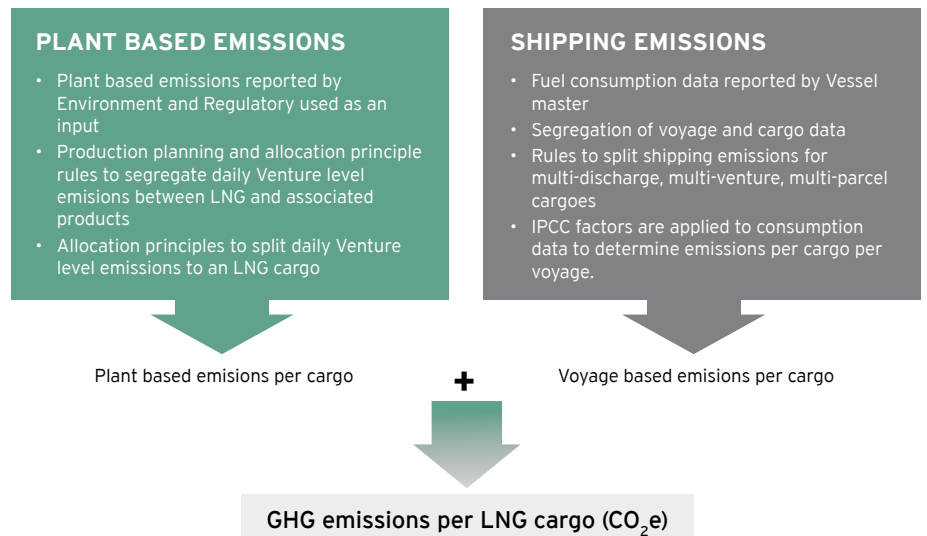 PLANT BASED EMISSIONS
• Plant based emissions reported by
Environment and Regulatory used as an
input
• Production planning and allocation principle
rules to segregate daily Venture level
emisions between LNG and associated
products
• Allocation principles to split daily Venture
level emissions to an LNG cargo
SHIPPING EMISSIONS
• Fuel consumption data reported by Vessel
master
• Segregation of voyage and cargo data
• Rules to split shipping emissions for
multi-discharge, multi-venture, multi-parcel
cargoes
• IPCC factors are applied to consumption
data to determine emissions per cargo per
voyage.
Plant based emisions per cargo
+
Voyage based emisions per cargo
GHG emissions per LNG cargo (CO₂e)